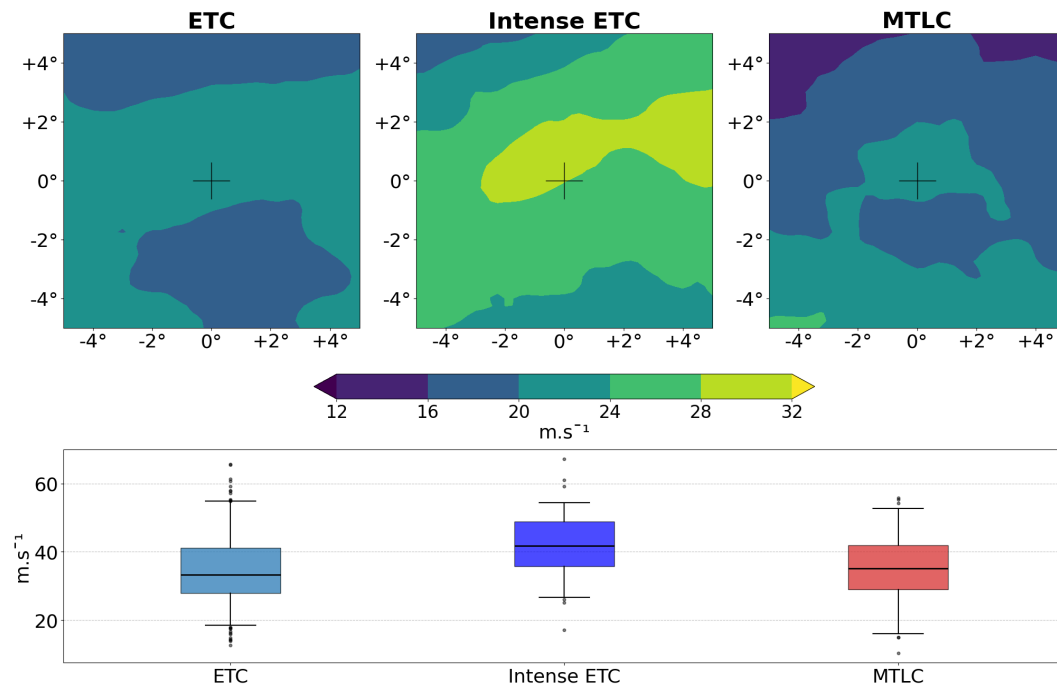 ETC Intense ETC MTLC
+4° +4° +4°
+2° +2° +2°
0° 0° 0°
-2° -2° -2°
-4° -4° -4°
-4° -2° 0° +2° +4° -4° -2° 0° +2° +4° -4° -2° 0° +2° +4°
12 16 20 24 28 32
m.s⁻¹
60
40
20
m.s⁻¹
ETC Intense ETC MTLC